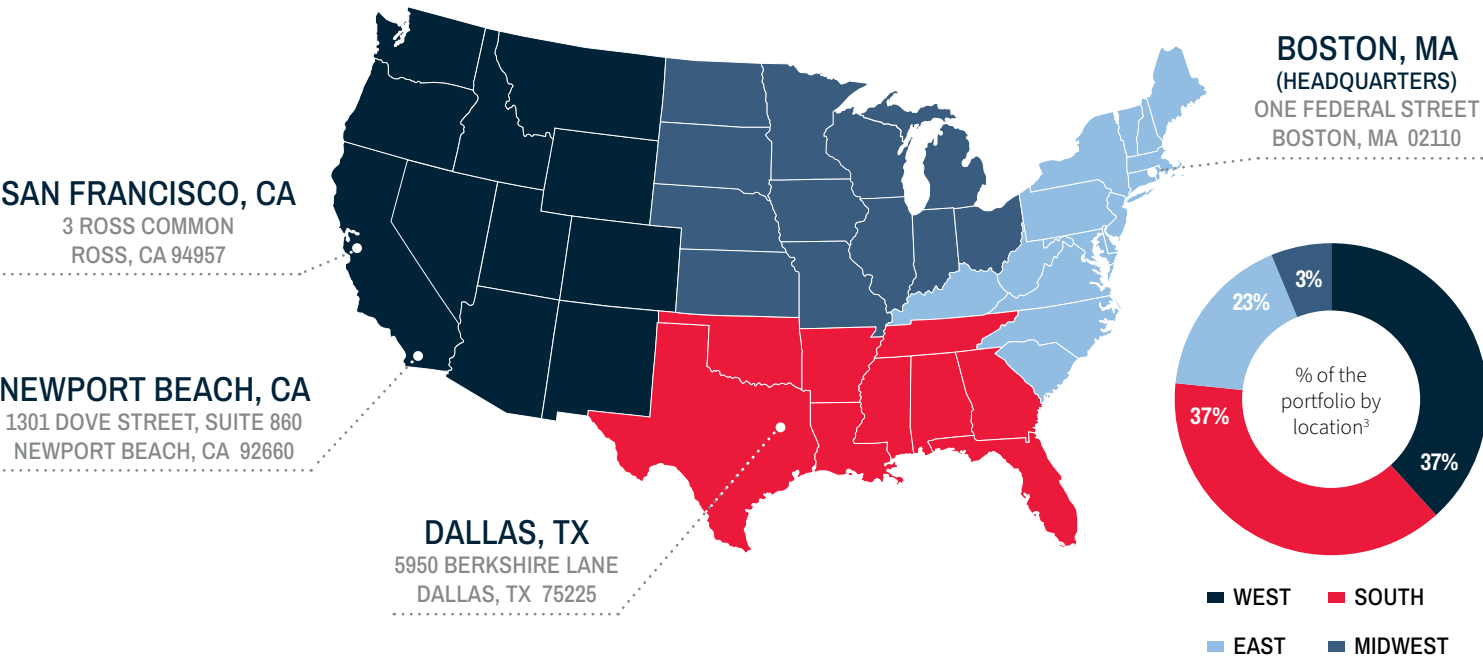 SAN FRANCISCO, CA
3 ROSS COMMON
ROSS, CA 94957
NEWPORT BEACH, CA
1301 DOVE STREET, SUITE 860
NEWPORT BEACH, CA 92660
DALLAS, TX
5950 BERKSHIRE LANE
DALLAS, TX 75225
BOSTON, MA
(HEADQUARTERS)
ONE FEDERAL STREET
BOSTON, MA 02110
3%
23%
37%
37%
% of the
portfolio by
location³
WEST
SOUTH
EAST
MIDWEST